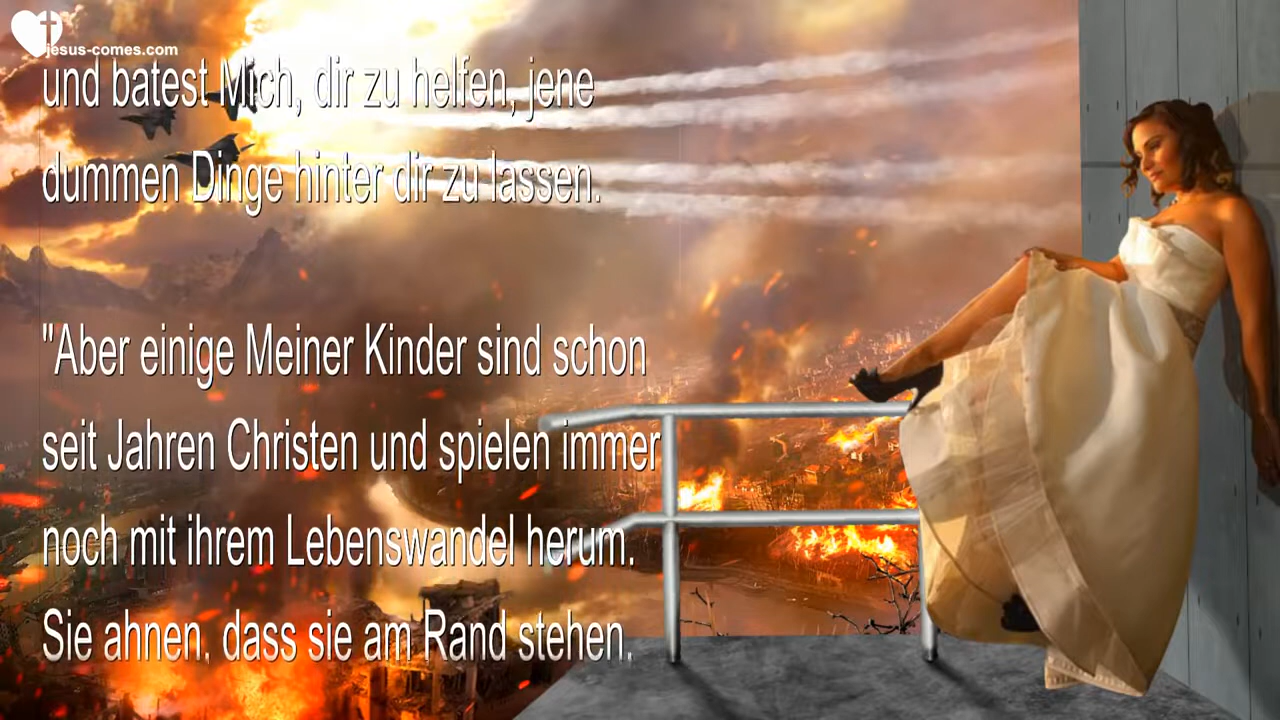 jesus-comes.com
und batest Mich, dir zu helfen, jene
dummen Dinge hinter dir zu lassen.
"Aber einige Meiner Kinder sind schon
seit Jahren Christen und spielen immer
noch mit ihrem Lebenswandel herum.
Sie ahnen, dass sie am Rand stehen.